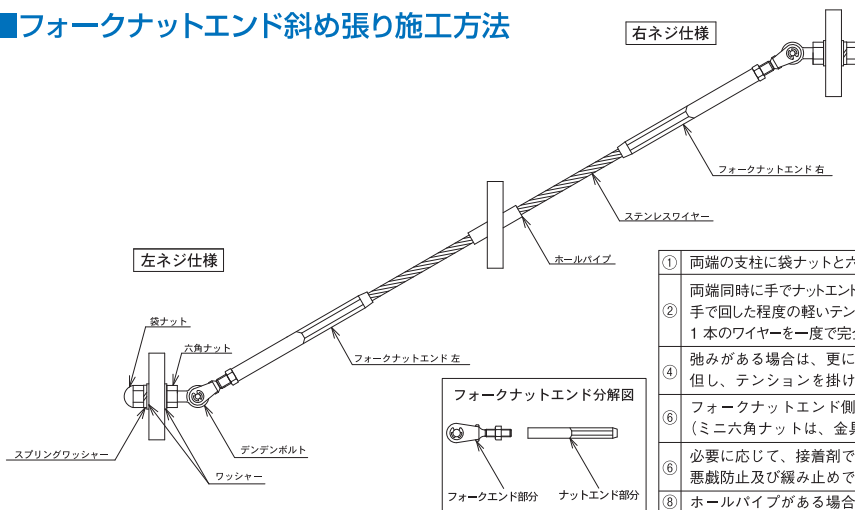 ■フォークナットエンド斜め張り施工方法
右ネジ仕様
フォークナットエンド 右
ステンレスワイヤー
ホールパイプ
左ネジ仕様
袋ナット
六角ナット
フォークナットエンド 左
デンデンボルト
スプリングワッシャー
ワッシャー
フォークナットエンド分解図
フォークエンド部分
ナットエンド部分
① 両端の支柱に袋ナットと六
② 両端同時に手でナットエンド
手で回した程度の軽いテン
1 本のワイヤーを一度で完
④ 弛みがある場合は、更に
但し、テンションを掛け
⑥ フォークナットエンド側
(ミニ六角ナットは、金具
⑥ 必要に応じて、接着剤で
悪戯防止及び緩み止めで
⑧ ホールパイプがある場合